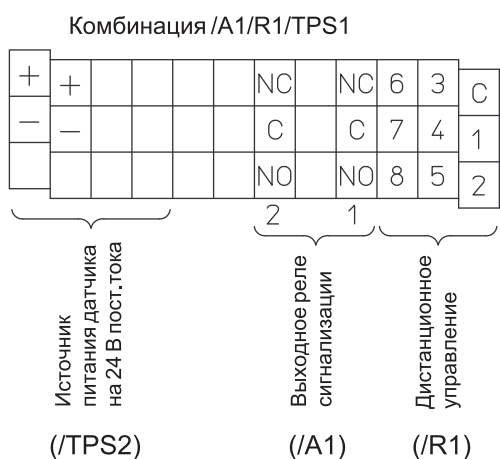 Комбинация /A1/R1/TPS1
+ + NC NC 6 3 C
− − C C 7 4 1
NO NO 8 5 2
2 1
Источник
питания датчика
на 24 В пост.тока
Выходное реле
сигнализации
Дистанционное
управление
(/TPS2) (/A1) (/R1)